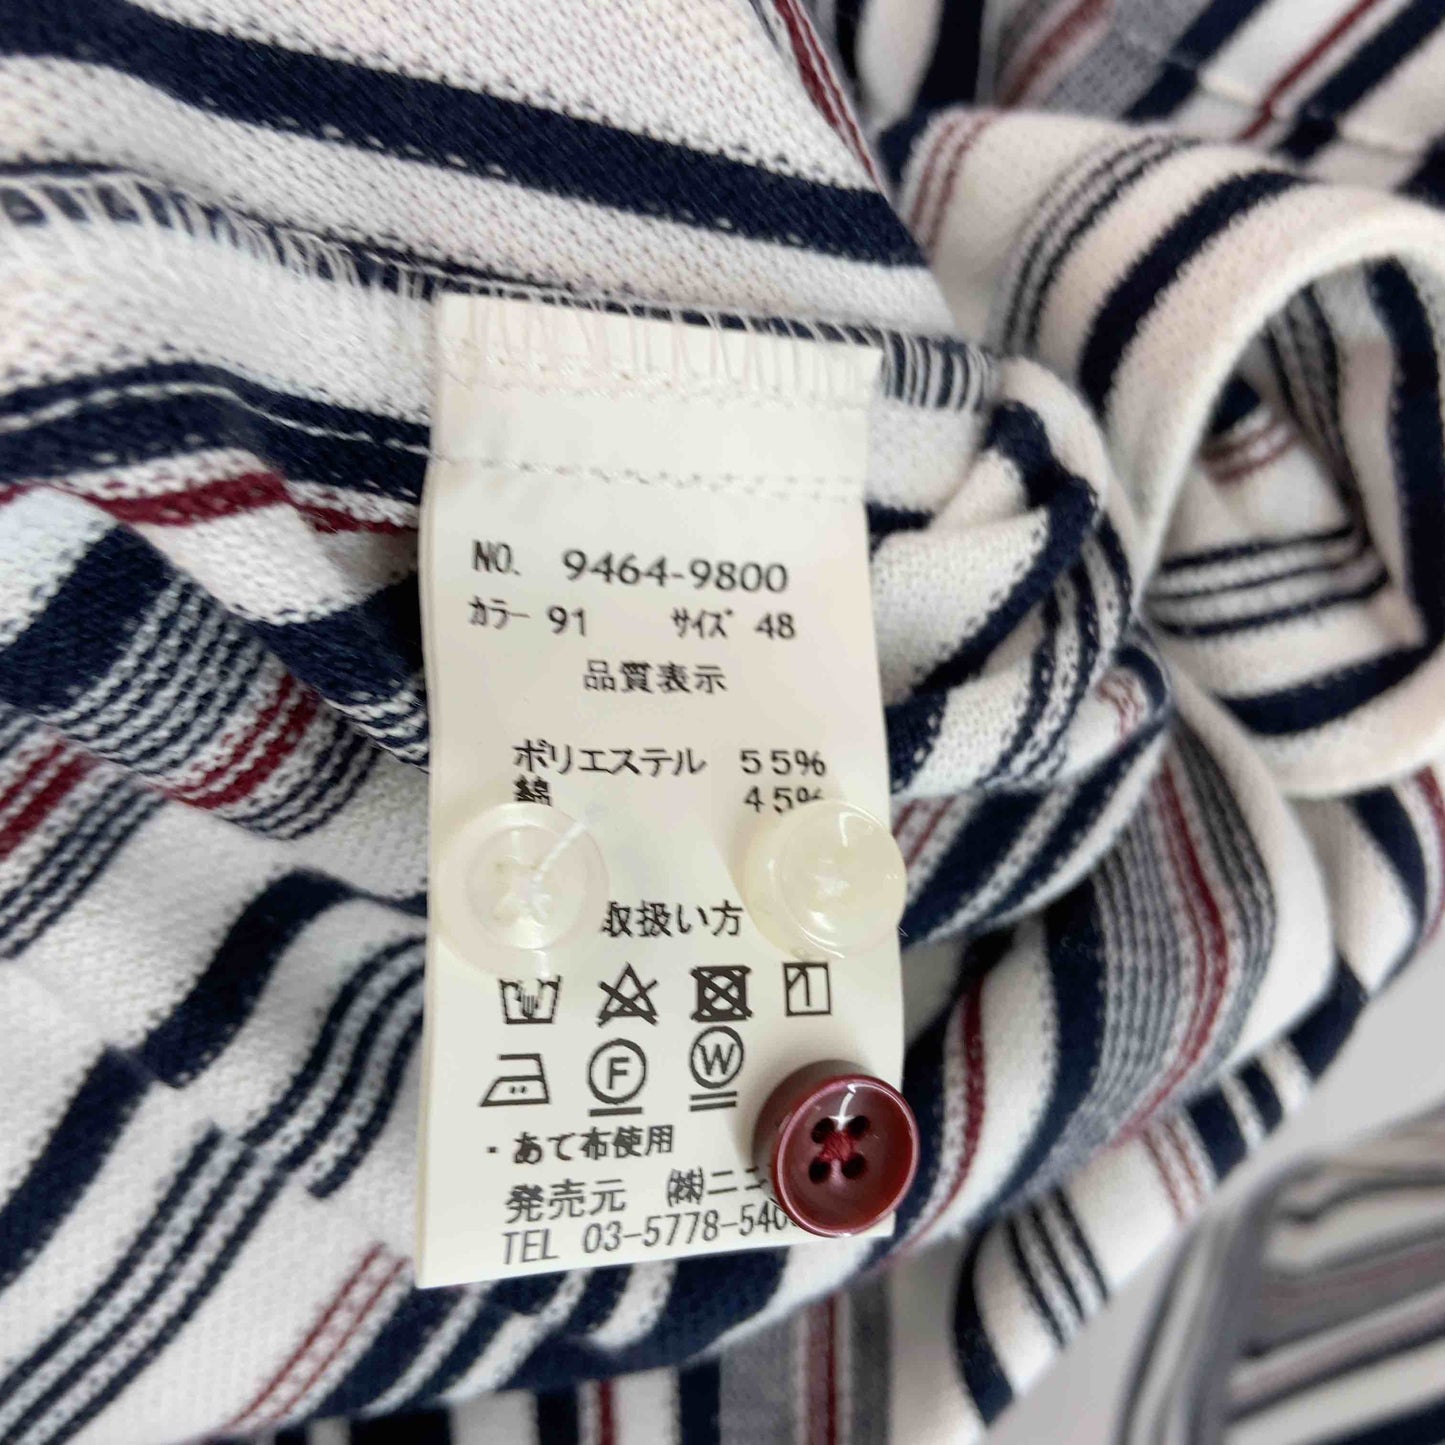 NO. 9464-9800
カラー 91 サイズ 48
品質表示
ポリエステル 55%
綿 45%
取扱い方
F W
・あて布使用
発売元 ㈱ニニ
TEL 03-5778-540